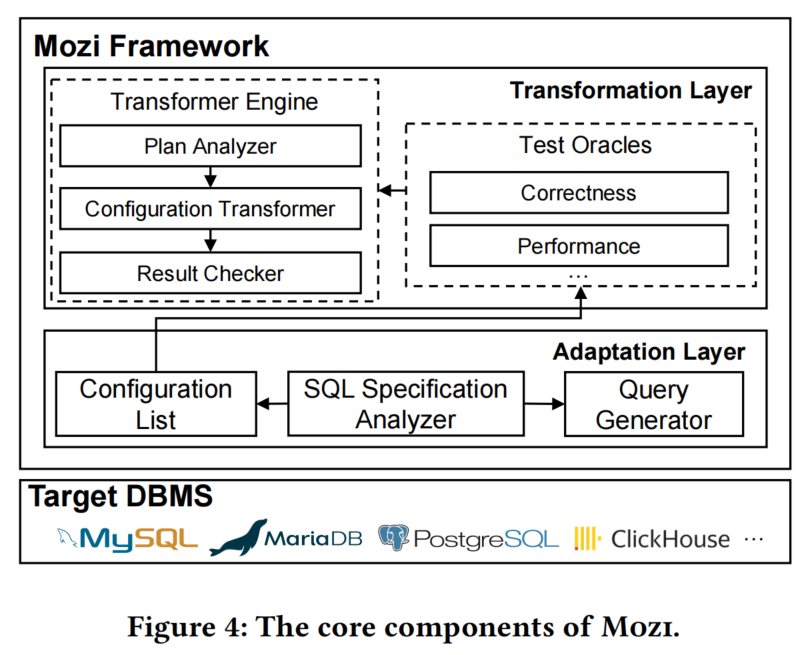 Mozi Framework
Transformation Layer
Transformer Engine
Plan Analyzer
Configuration Transformer
Result Checker
Test Oracles
Correctness
Performance
...
Adaptation Layer
Configuration
List
SQL Specification
Analyzer
Query
Generator
Target DBMS
MySQL MariaDB PostgreSQL ClickHouse ...
Figure 4: The core components of Mozi.